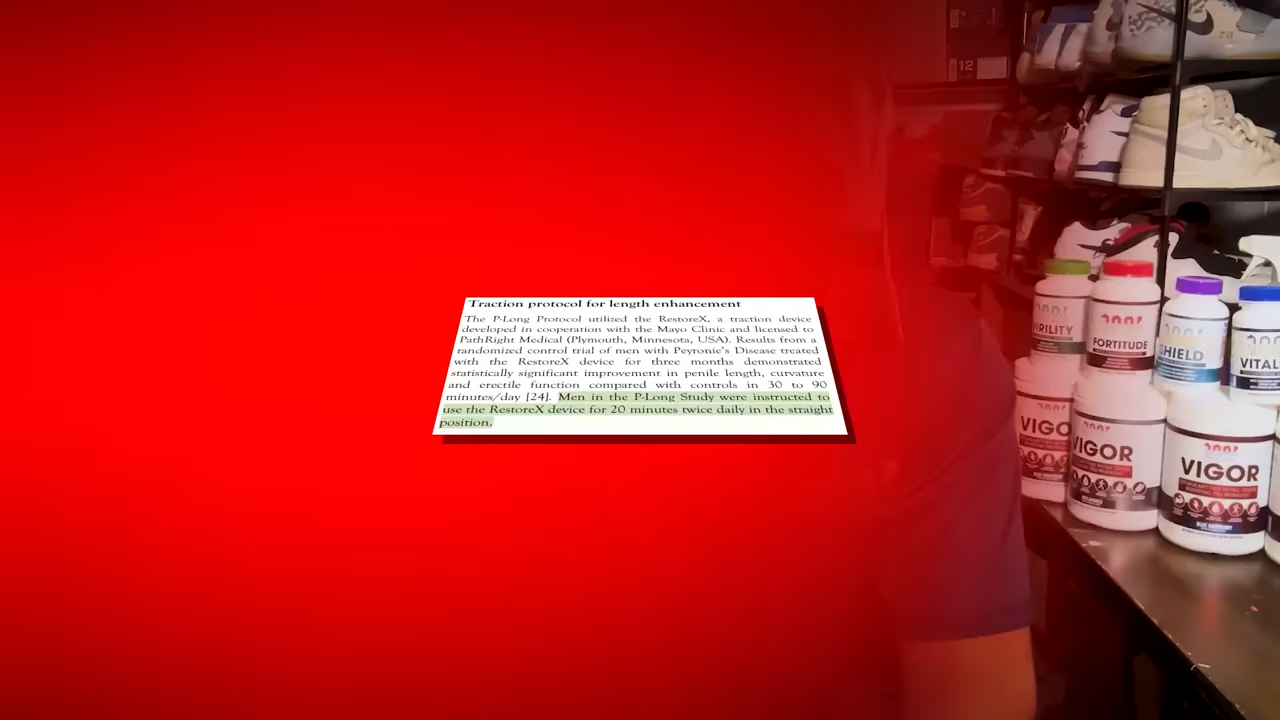 Traction protocol for length enhancement
The P-Long Protocol utilized the RestoreX, a traction device
developed in cooperation with the Mayo Clinic and licensed to
PathRight Medical (Plymouth, Minnesota, USA). Results from a
randomized control trial of men with Peyronie's Disease treated
with the RestoreX device for three months demonstrated
statistically significant improvement in penile length, curvature
and erectile function compared with controls in 30 to 90
minutes/day [24]. Men in the P-Long Study were instructed to
use the RestoreX device for 20 minutes twice daily in the straight
position.
12
VIRILITY
FORTITUDE
SHIELD
VITAL
VIGO
VIGOR
VIGOR
BLUE RASPBERRY